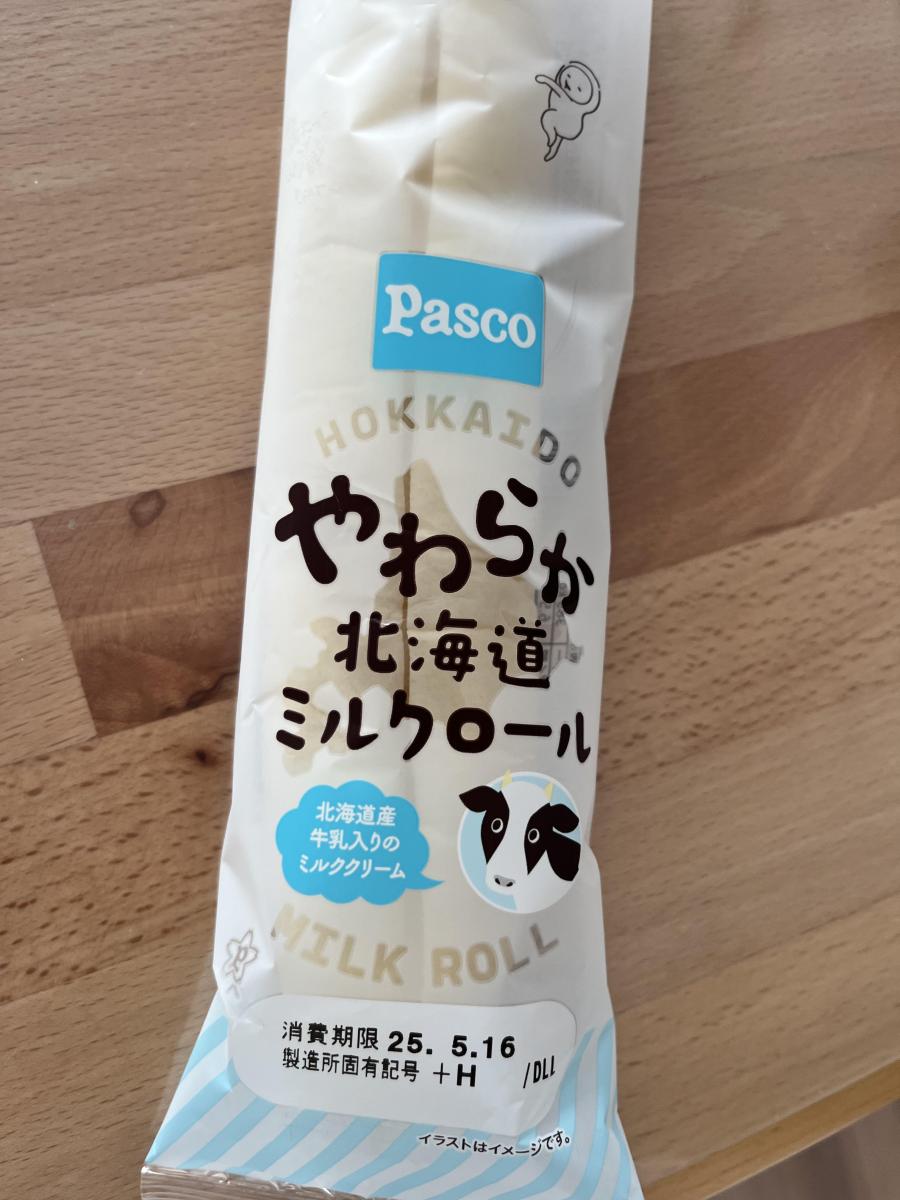 Pasco
HOKKAIDO
やわらか
北海道
ミルクロール
北海道産
牛乳入りの
ミルククリーム
MILK ROLL
消費期限 25. 5.16
製造所固有記号 +H /DLL
イラストはイメージです。